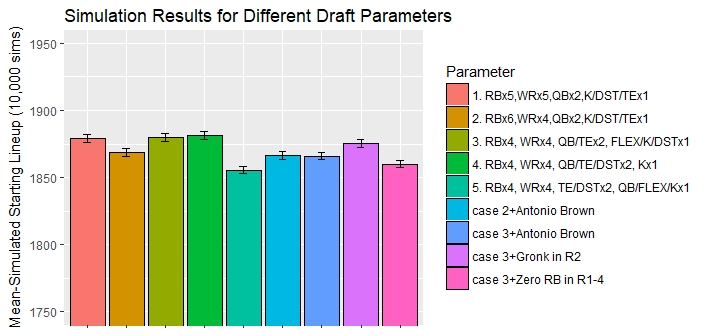 Simulation Results for Different Draft Parameters
Mean-Simulated Starting Lineup (10,000 sims)
1950
1900
1850
1800
1750
Parameter
1. RBx5,WRx5,QBx2,K/DST/TEx1
2. RBx6,WRx4,QBx2,K/DST/TEx1
3. RBx4, WRx4, QB/TEx2, FLEX/K/DSTx1
4. RBx4, WRx4, QB/TE/DSTx2, Kx1
5. RBx4, WRx4, TE/DSTx2, QB/FLEX/Kx1
case 2+Antonio Brown
case 3+Antonio Brown
case 3+Gronk in R2
case 3+Zero RB in R1-4